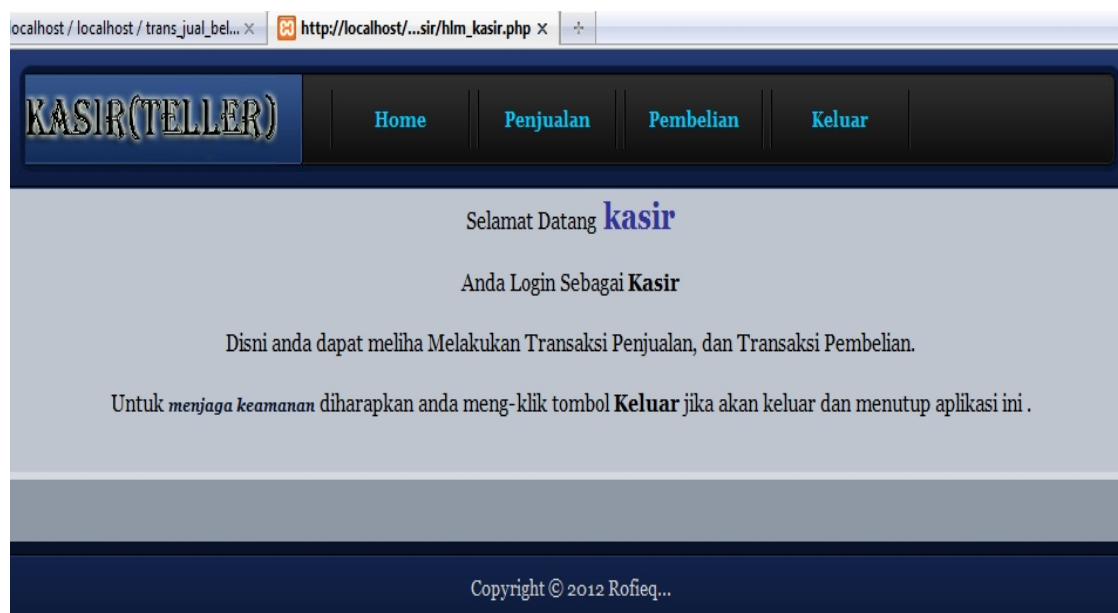 ocalhost / localhost / trans_jual_bel... × http://localhost/...sir/hlm_kasir.php ×
KASIR(TELLER) Home Penjualan Pembelian Keluar
Selamat Datang kasir
Anda Login Sebagai Kasir
Disni anda dapat meliha Melakukan Transaksi Penjualan, dan Transaksi Pembelian.
Untuk menjaga keamanan diharapkan anda meng-klik tombol Keluar jika akan keluar dan menutup aplikasi ini .
Copyright © 2012 Rofieq...